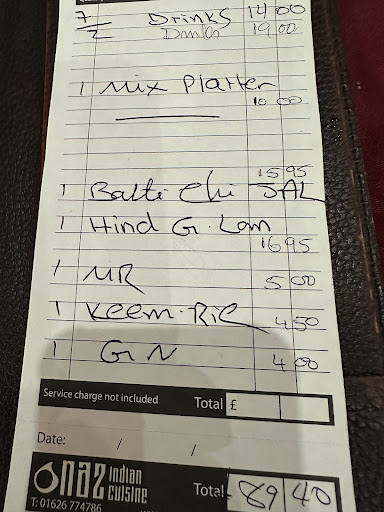 7 Drinks 14 00
2 Drinks 19 00
1 Mix Platter
10 00
15 95
1 Balti Chi JAL
1 Hind G. Lam
16 95
1 MR 5 00
1 Keem. Ric 4 50
1 G N 4 00
Service charge not included Total £
Date: / /
naz indian cuisine Total 89 40
T: 01626 774786